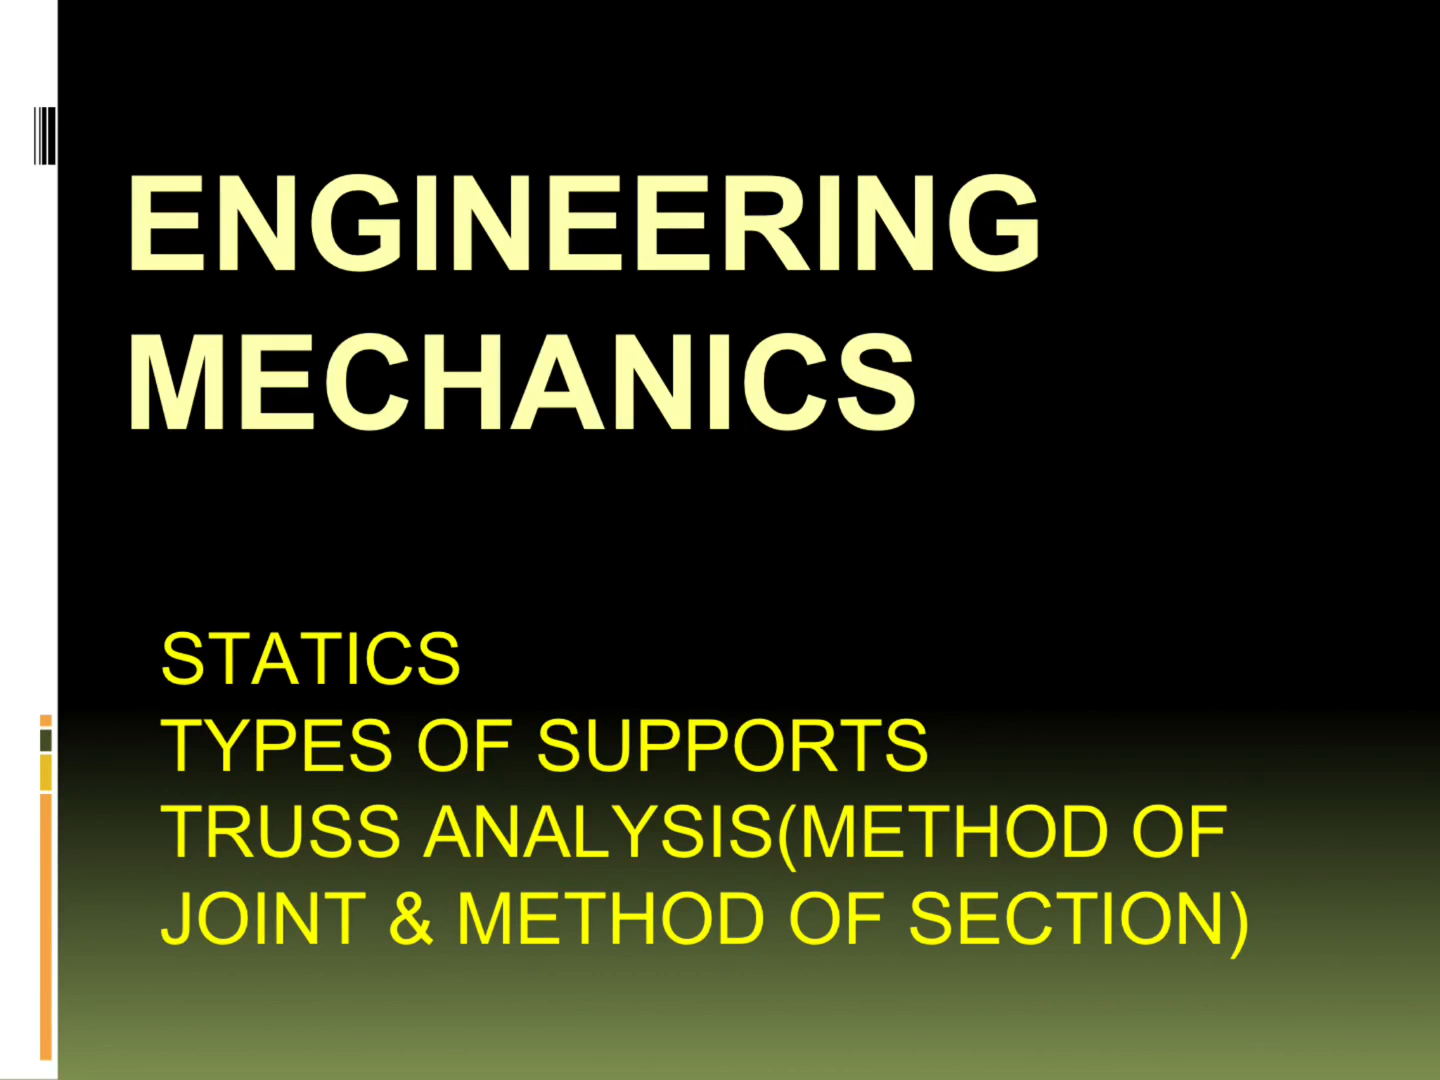 ENGINEERING
MECHANICS
STATICS
TYPES OF SUPPORTS
TRUSS ANALYSIS(METHOD OF
JOINT & METHOD OF SECTION)